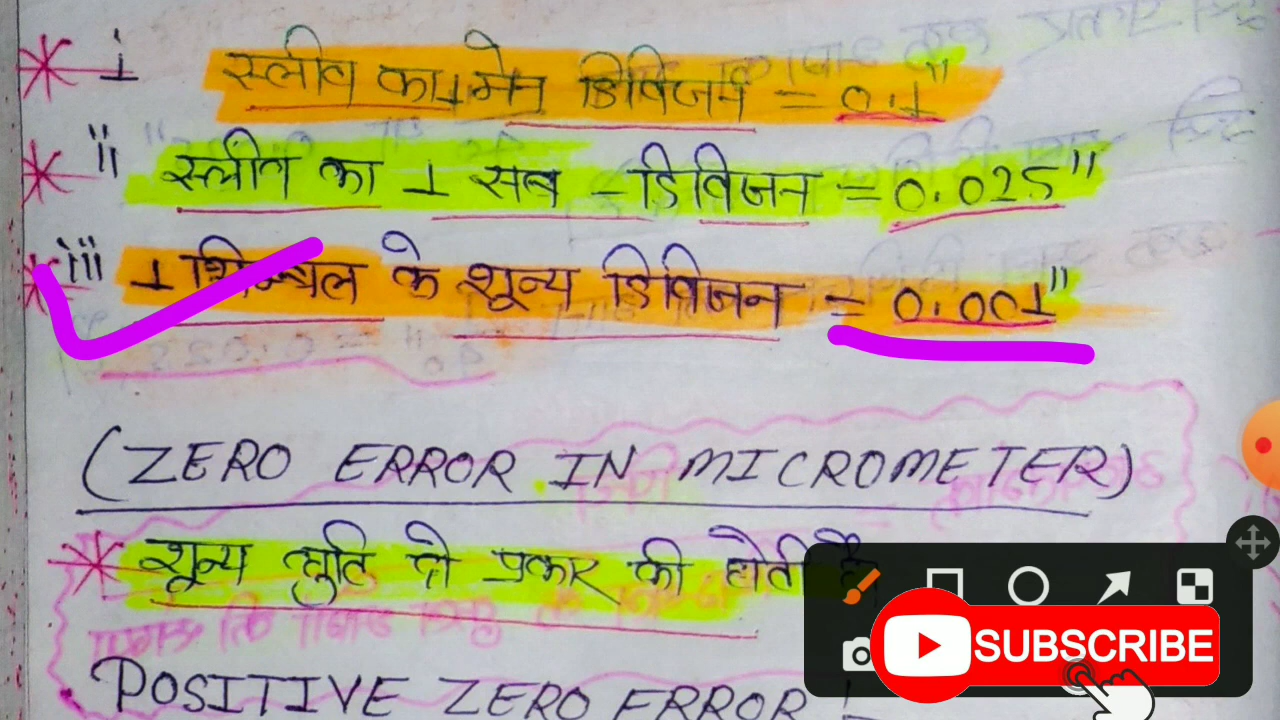 i स्लीव का 1 मेन डिविजन = 0.1"
ii स्लीव का 1 सब - डिविजन = 0.025"
iii 1 थिम्बल के शून्य डिविजन = 0.001"
(ZERO ERROR IN MICROMETER)
शून्य त्रुटि दो प्रकार की होती है
SUBSCRIBE
POSITIVE ZERO ERROR :